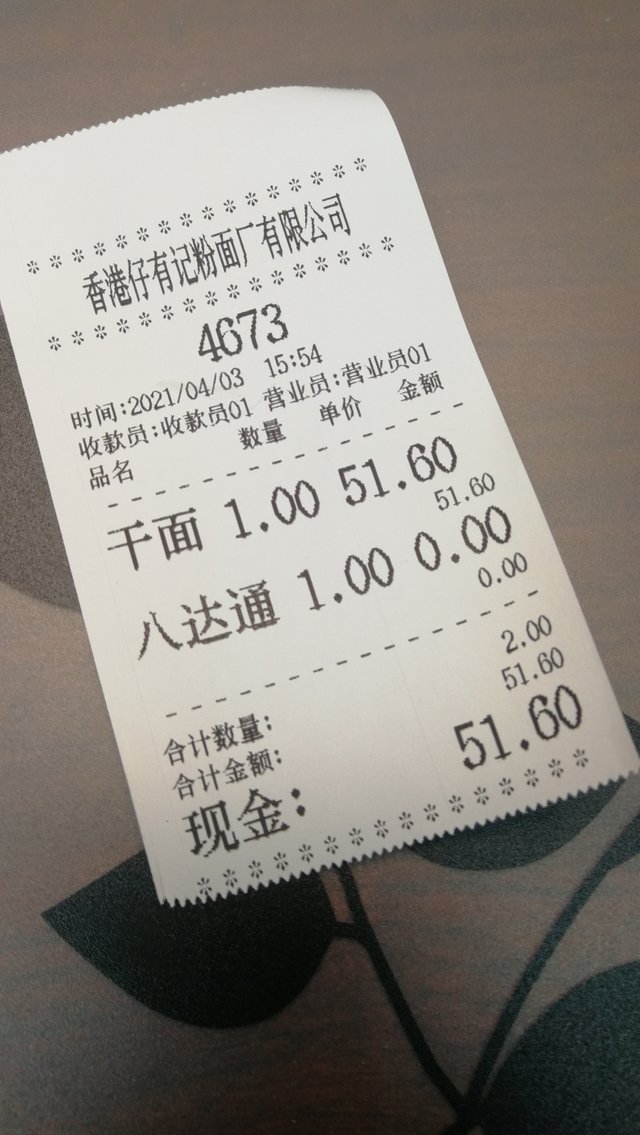 * * * * * * * * * * * * * * * *
香港仔有记粉面厂有限公司
* * * * * * * * * * * * * * * *
4673
时间:2021/04/03 15:54
收款员:收款员01 营业员:营业员01
品名 数量 单价 金额
干面 1.00 51.60
51.60
八达通 1.00 0.00
0.00
合计数量: 2.00
合计金额: 51.60
现金: 51.60
* * * * * * * * * * * * * * * * *